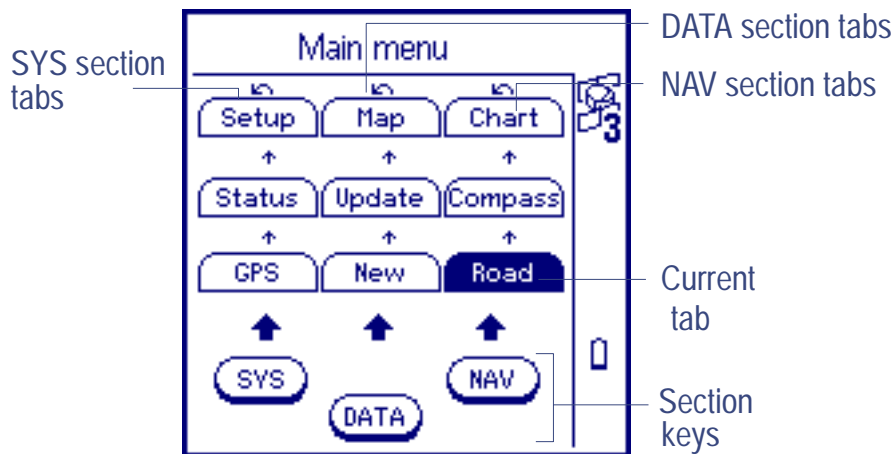 DATA section tabs
Main menu
SYS section
tabs
NAV section tabs
Setup Map Chart
3
Status Update Compass
GPS New Road
Current
tab
SYS NAV
DATA
Section
keys